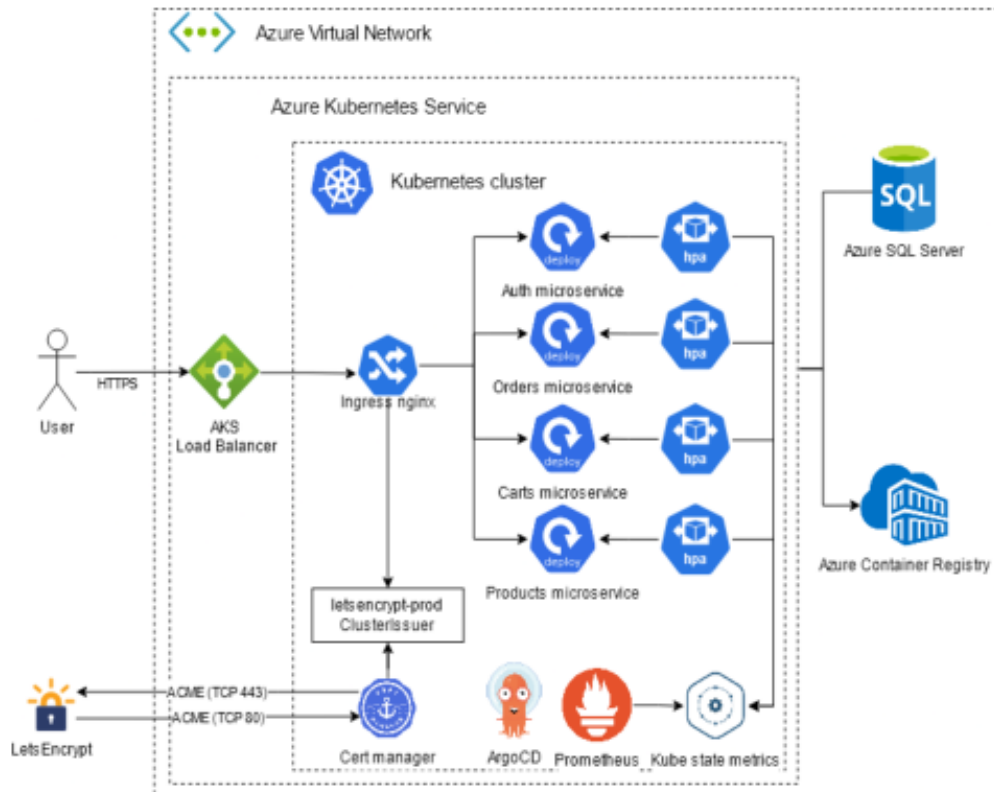 Azure Virtual Network
Azure Kubernetes Service
Kubernetes cluster
SQL
Azure SQL Server
deploy
hpa
Auth microservice
deploy
hpa
Orders microservice
HTTPS
User
AKS
Load Balancer
Ingress nginx
deploy
hpa
Carts microservice
deploy
hpa
Products microservice
Azure Container Registry
letsencrypt-prod
ClusterIssuer
ACME (TCP 443)
ACME (TCP 80)
LetsEncrypt
Cert manager
ArgoCD
Prometheus
Kube state metrics